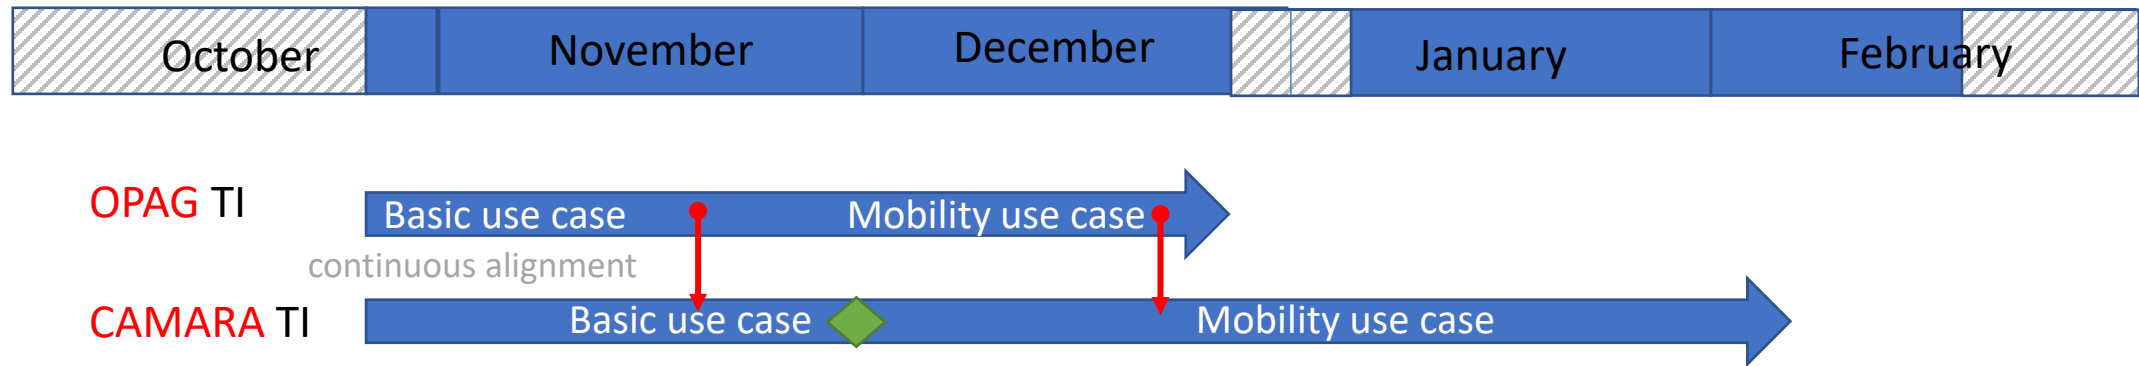 October November December January February
OPAG TI Basic use case Mobility use case
continuous alignment
CAMARA TI Basic use case Mobility use case